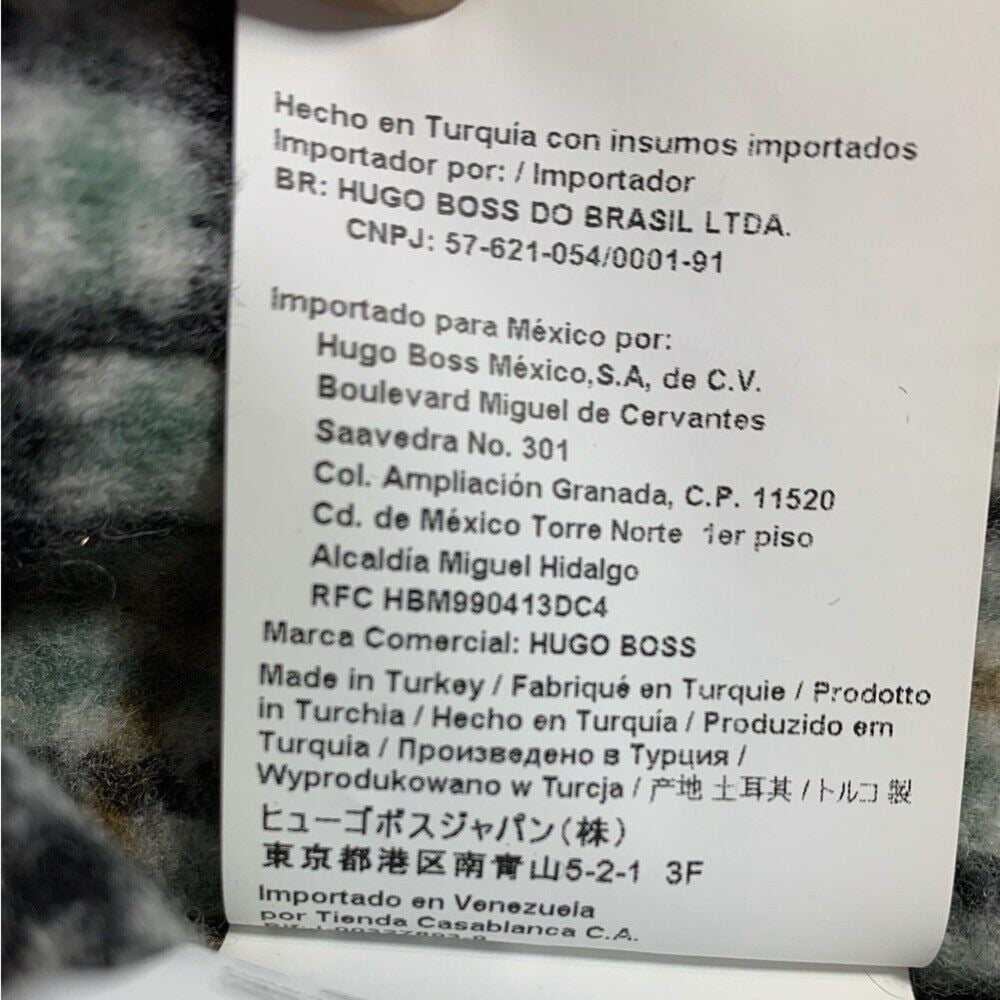 Hecho en Turquía con insumos importados
Importador por: / Importador
BR: HUGO BOSS DO BRASIL LTDA.
CNPJ: 57-621-054/0001-91
Importado para México por:
Hugo Boss México,S.A, de C.V.
Boulevard Miguel de Cervantes
Saavedra No. 301
Col. Ampliación Granada, C.P. 11520
Cd. de México Torre Norte 1er piso
Alcaldía Miguel Hidalgo
RFC HBM990413DC4
Marca Comercial: HUGO BOSS
Made in Turkey / Fabriqué en Turquie / Prodotto
in Turchia / Hecho en Turquía / Produzido em
Turquia / Произведено в Турция /
Wyprodukowano w Turcja / 产地 土耳其 / トルコ 製
ヒューゴボスジャパン(株)
東京都港区南青山5-2-1 3F
Importado en Venezuela
por Tienda Casablanca C.A.